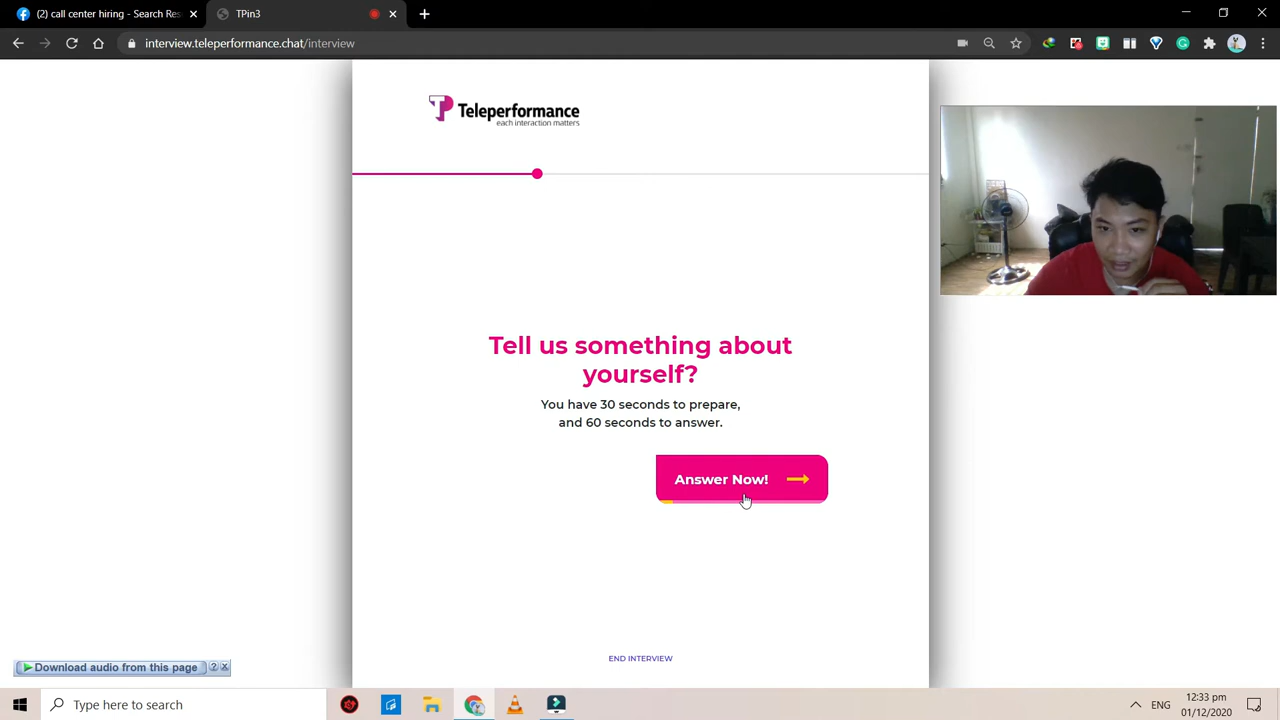 (2) call center hiring - Search Res
TPin3
interview.teleperformance.chat/interview
Teleperformance
each interaction matters
Tell us something about
yourself?
You have 30 seconds to prepare,
and 60 seconds to answer.
Answer Now!
END INTERVIEW
Download audio from this page
?
x
Type here to search
ENG
12:33 pm
01/12/2020